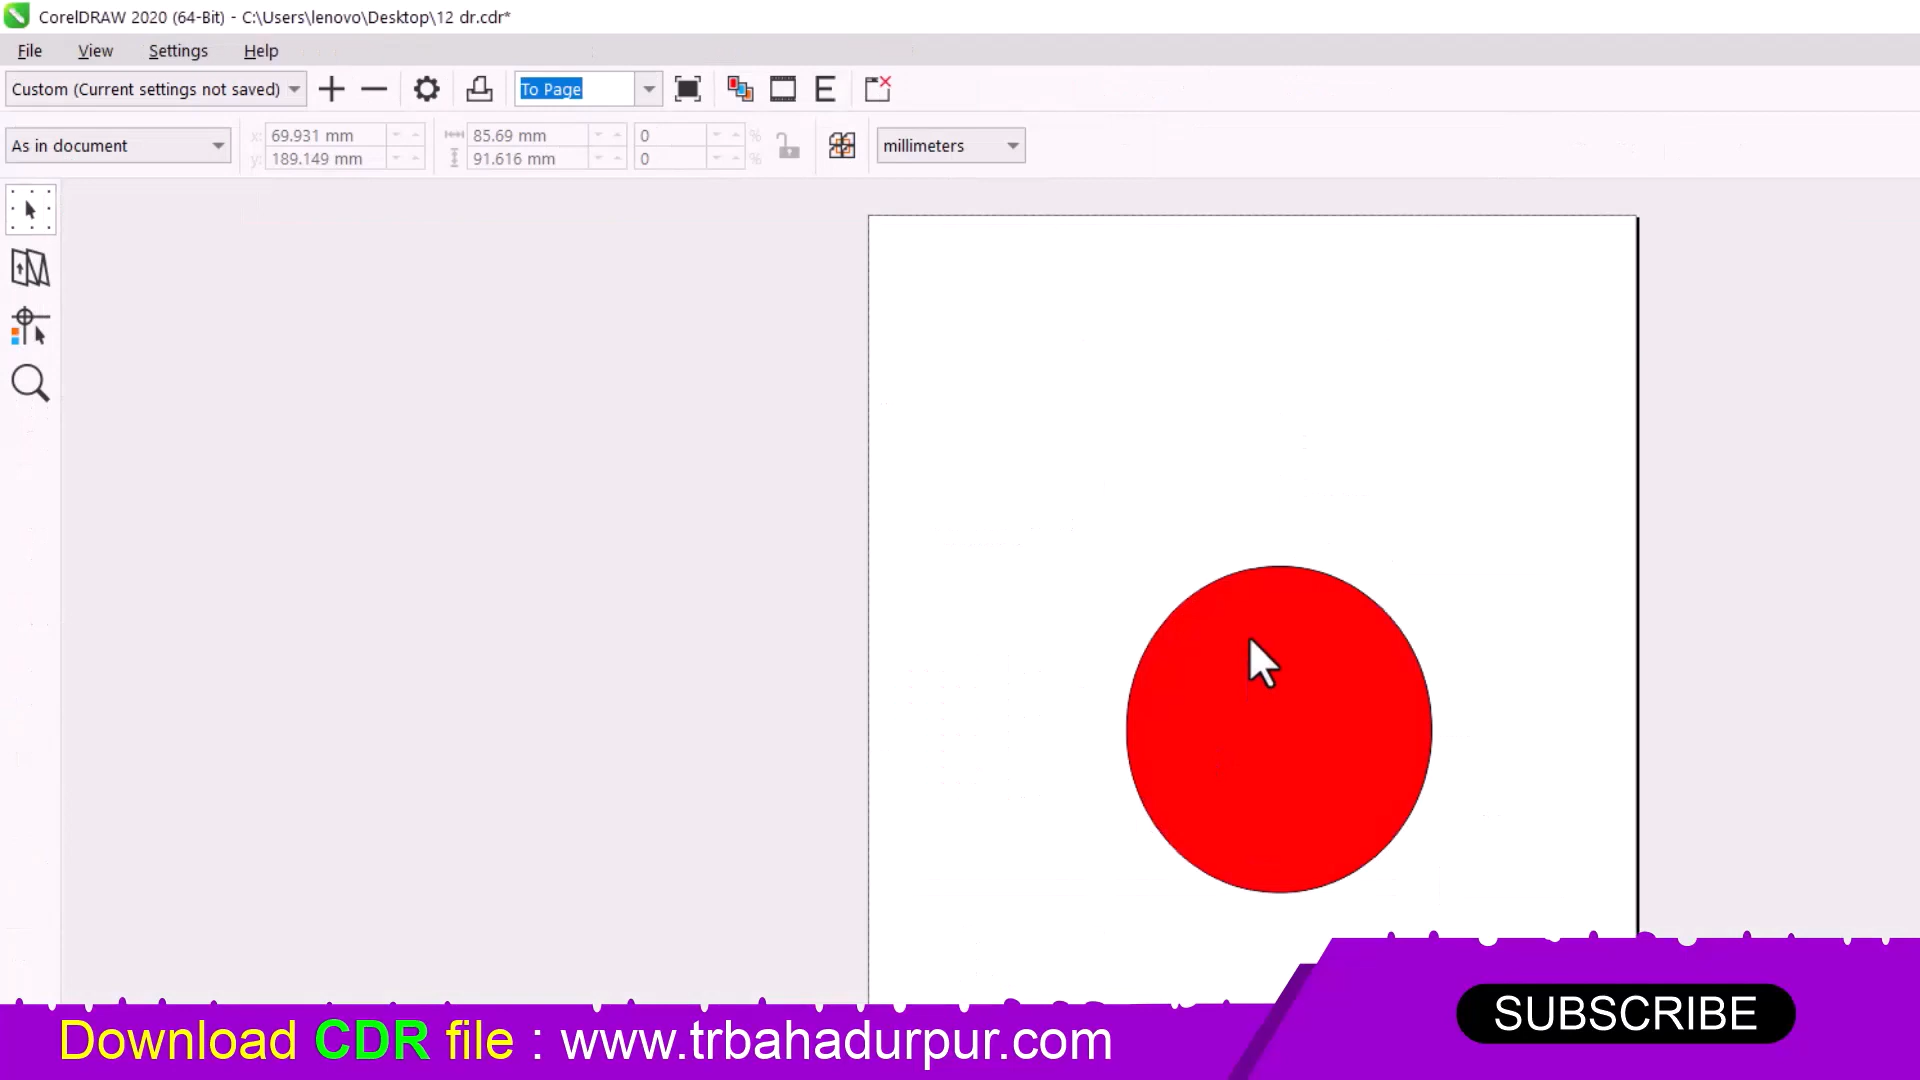 CorelDRAW 2020 (64-Bit) - C:\Users\lenovo\Desktop\12 dr.cdr*
File View Settings Help
Custom (Current settings not saved) To Page E
As in document x: 69.931 mm 85.69 mm 0 % millimeters
y: 189.149 mm 91.616 mm 0 %
SUBSCRIBE
Download CDR file : www.trbahadurpur.com